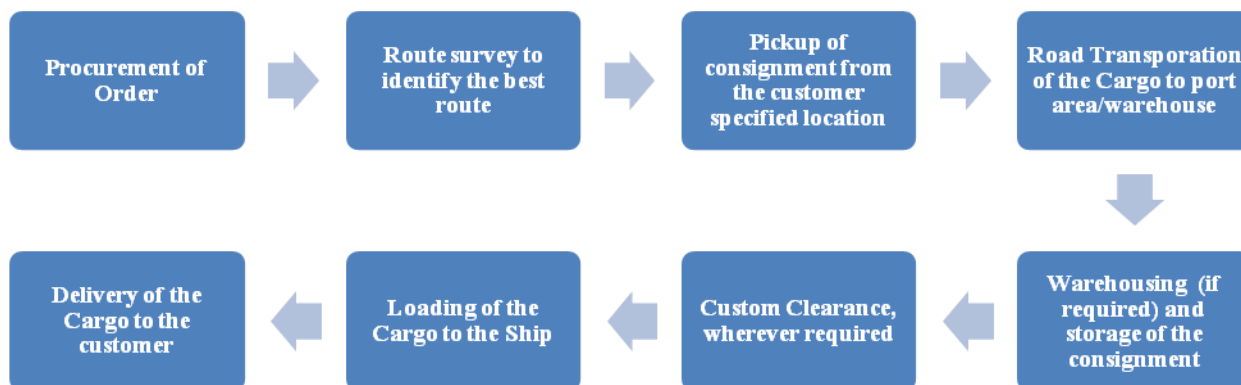 Procurement of
Order
Route survey to
identify the best
route
Pickup of
consignment from
the customer
specified location
Road Transporation
of the Cargo to port
area/warehouse
Warehousing (if
required) and
storage of the
consignment
Custom Clearance,
wherever required
Loading of the
Cargo to the Ship
Delivery of the
Cargo to the
customer